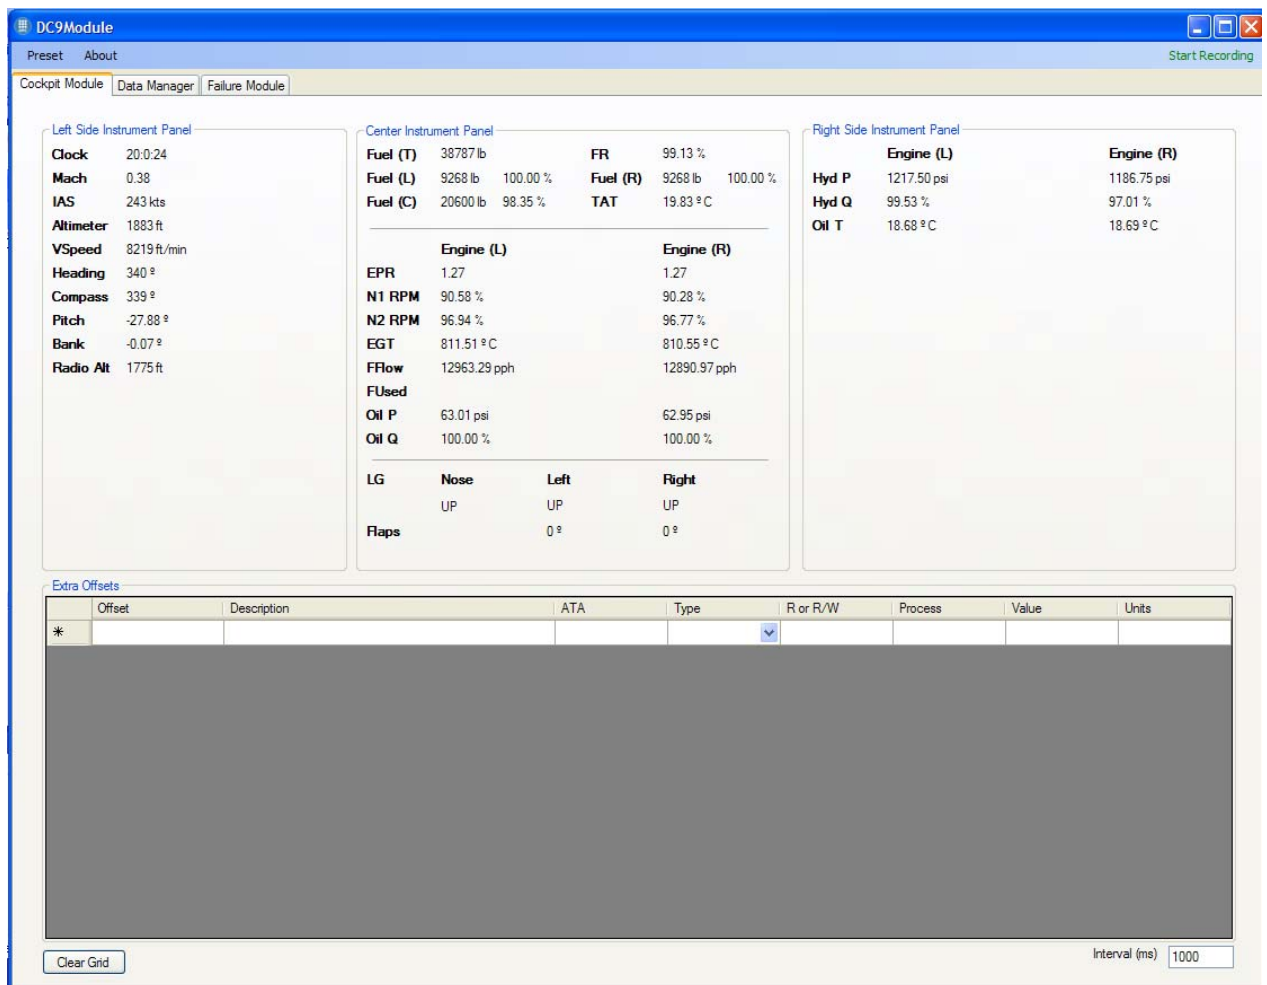 DC9Module
Preset About Start Recording
Cockpit Module Data Manager Failure Module
Left Side Instrument Panel
Clock 20:0:24
Mach 0.38
IAS 243 kts
Altimeter 1883 ft
VSpeed 8219 ft/min
Heading 340 º
Compass 339 º
Pitch -27.88 º
Bank -0.07 º
Radio Alt 1775 ft
Center Instrument Panel
Fuel (T) 38787 lb FR 99.13 %
Fuel (L) 9268 lb 100.00 % Fuel (R) 9268 lb 100.00 %
Fuel (C) 20600 lb 98.35 % TAT 19.83 º C
Engine (L) Engine (R)
EPR 1.27 1.27
N1 RPM 90.58 % 90.28 %
N2 RPM 96.94 % 96.77 %
EGT 811.51 º C 810.55 º C
FFlow 12963.29 pph 12890.97 pph
FUsed
Oil P 63.01 psi 62.95 psi
Oil Q 100.00 % 100.00 %
LG Nose Left Right
UP UP UP
Flaps 0 º 0 º
Right Side Instrument Panel
Engine (L) Engine (R)
Hyd P 1217.50 psi 1186.75 psi
Hyd Q 99.53 % 97.01 %
Oil T 18.68 º C 18.69 º C
Extra Offsets
Offset Description ATA Type R or R/W Process Value Units
Clear Grid Interval (ms) 1000